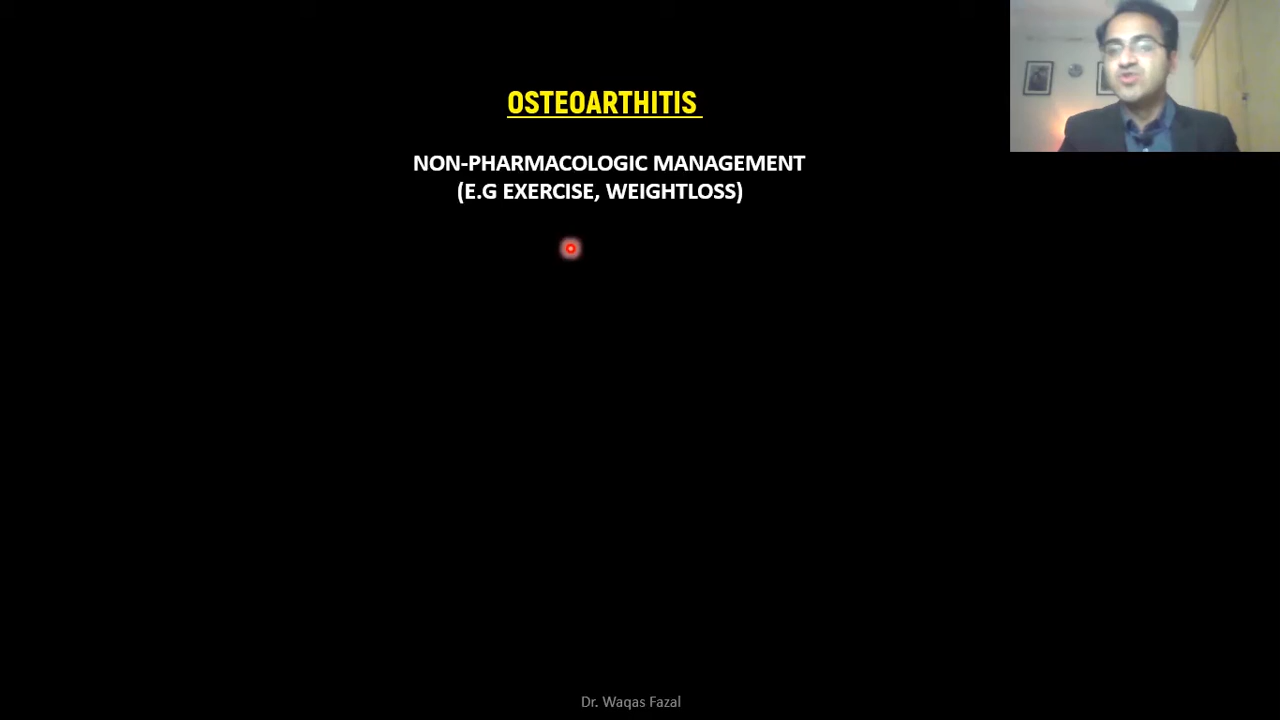 OSTEOARTHITIS
NON-PHARMACOLOGIC MANAGEMENT
(E.G EXERCISE, WEIGHTLOSS)
Dr. Waqas Fazal